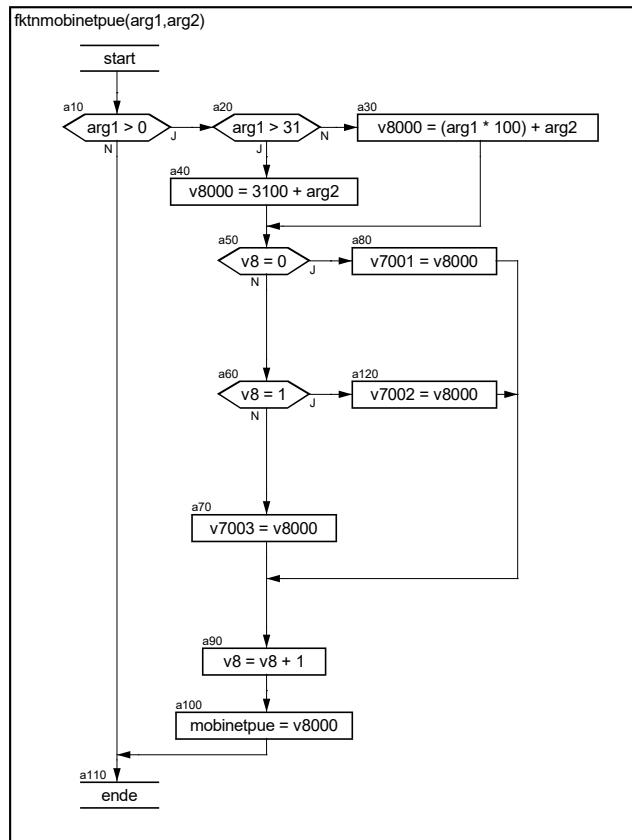 fktnmobinetpue(arg1,arg2)
start
a10
arg1 > 0
J
N
a20
arg1 > 31
N
J
a30
v8000 = (arg1 * 100) + arg2
a40
v8000 = 3100 + arg2
a50
v8 = 0
J
N
a80
v7001 = v8000
a60
v8 = 1
J
N
a120
v7002 = v8000
a70
v7003 = v8000
a90
v8 = v8 + 1
a100
mobinetpue = v8000
a110
ende